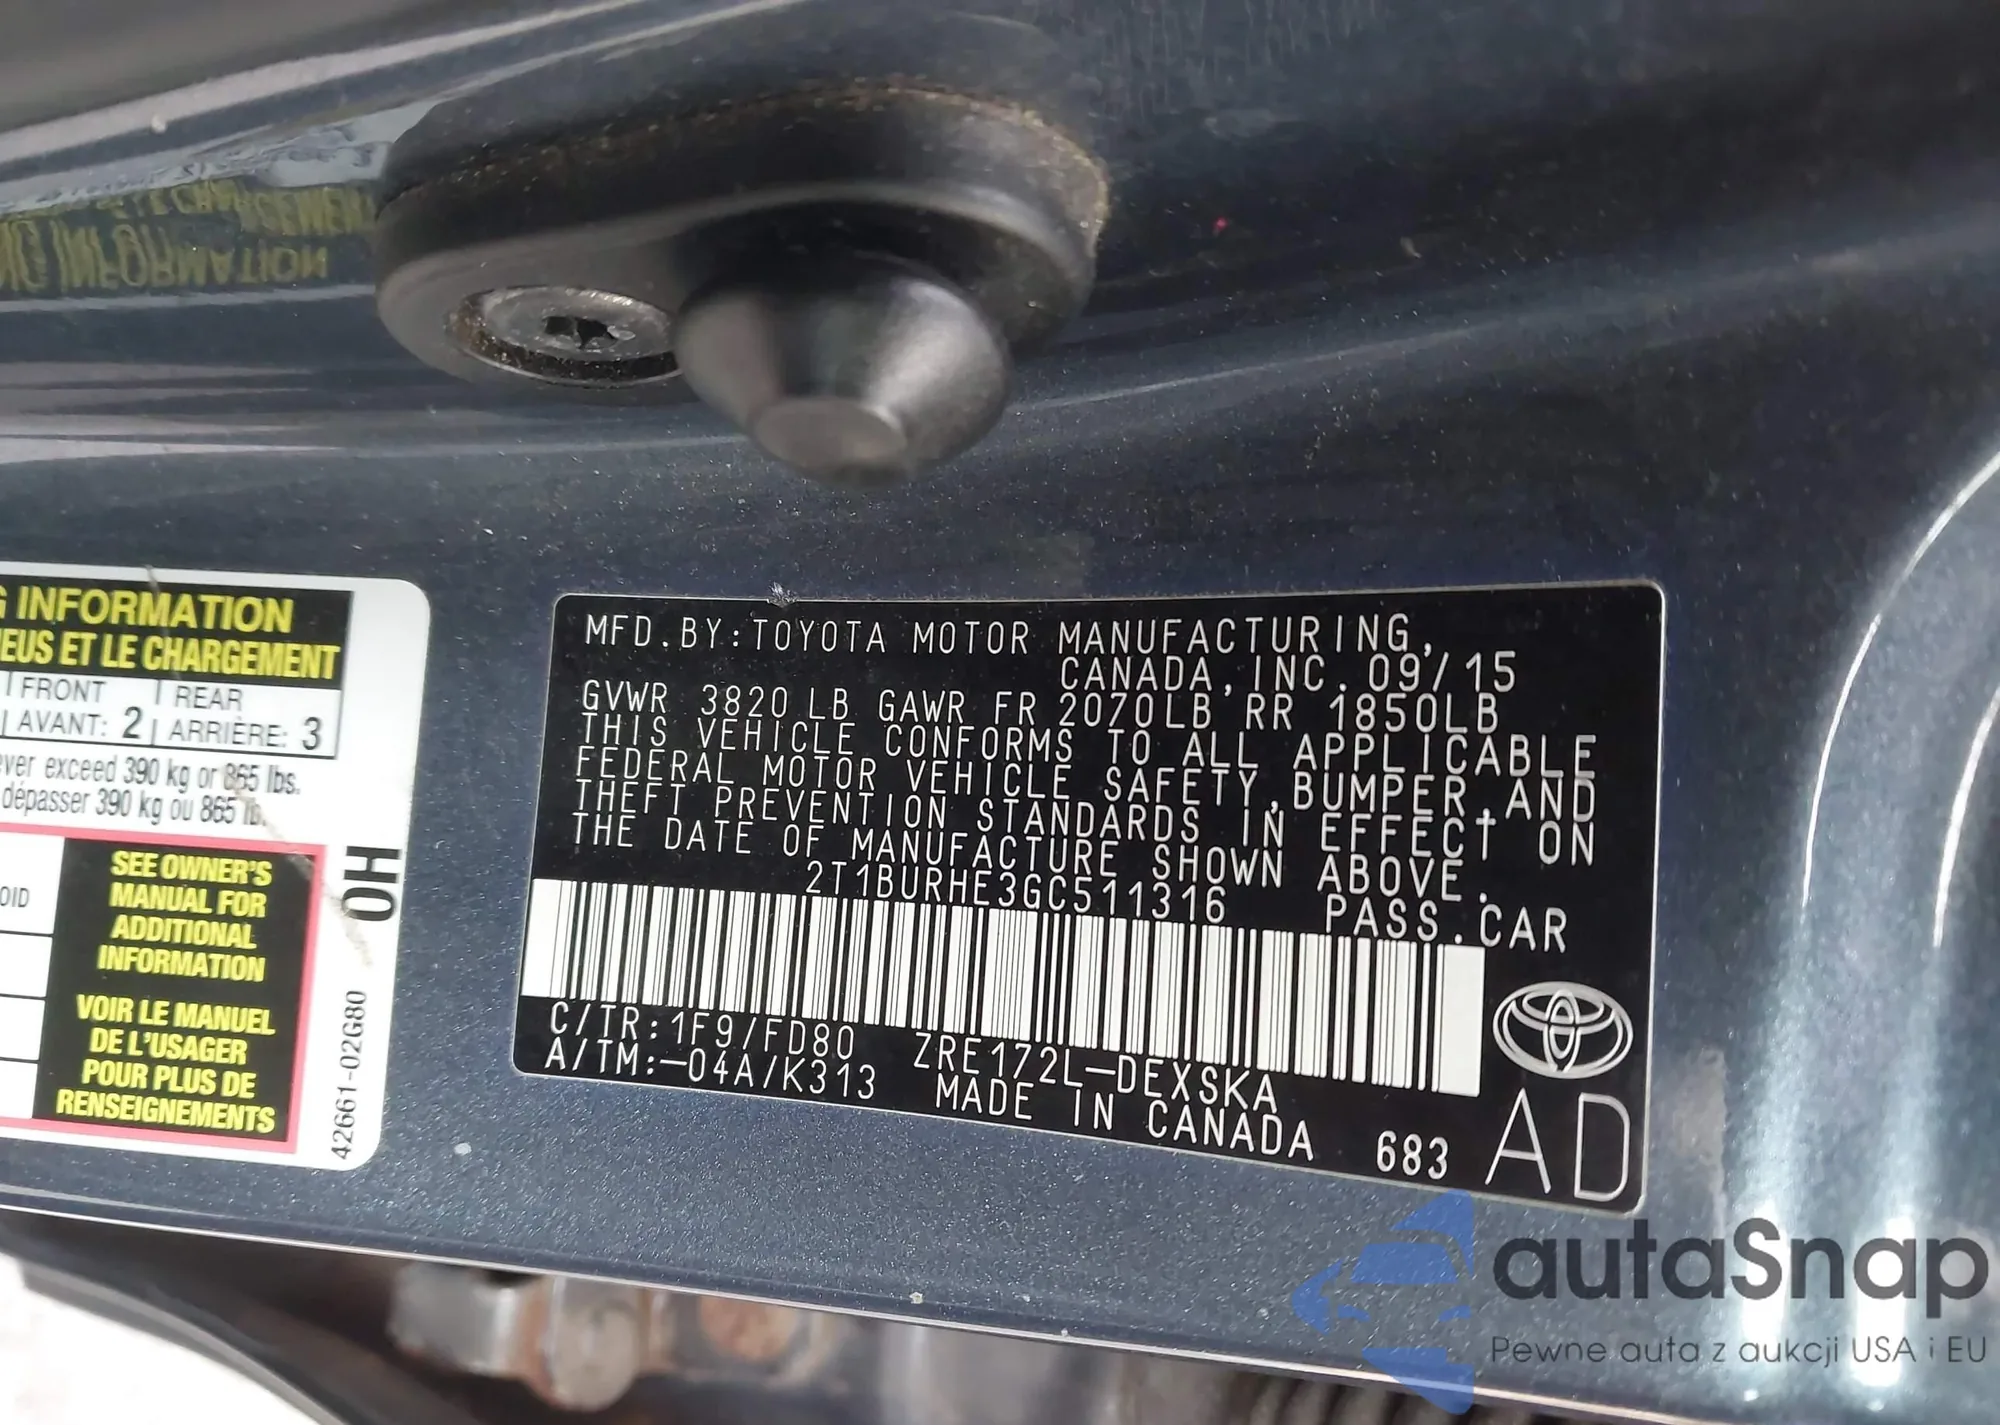 G INFORMATION
NEUS ET LE CHARGEMENT
FRONT REAR
AVANT: 2 ARRIÈRE: 3
ever exceed 390 kg or 865 lbs.
dépasser 390 kg ou 865 lb.
OID
SEE OWNER'S
MANUAL FOR
ADDITIONAL
INFORMATION
VOIR LE MANUEL
DE L'USAGER
POUR PLUS DE
RENSEIGNEMENTS
0H
42661-02G80
MFD.BY:TOYOTA MOTOR MANUFACTURING,
CANADA,INC. 09/15
GVWR 3820 LB GAWR FR 2070LB RR 1850LB
THIS VEHICLE CONFORMS TO ALL APPLICABLE
FEDERAL MOTOR VEHICLE SAFETY,BUMPER,AND
THEFT PREVENTION STANDARDS IN EFFECT ON
THE DATE OF MANUFACTURE SHOWN ABOVE.
2T1BURHE3GC511316 PASS.CAR
C/TR:1F9/FD80 ZRE172L-DEXSKA
A/TM:-04A/K313 MADE IN CANADA 683
AD
autaSnap
Pewne auta z aukcji USA i EU